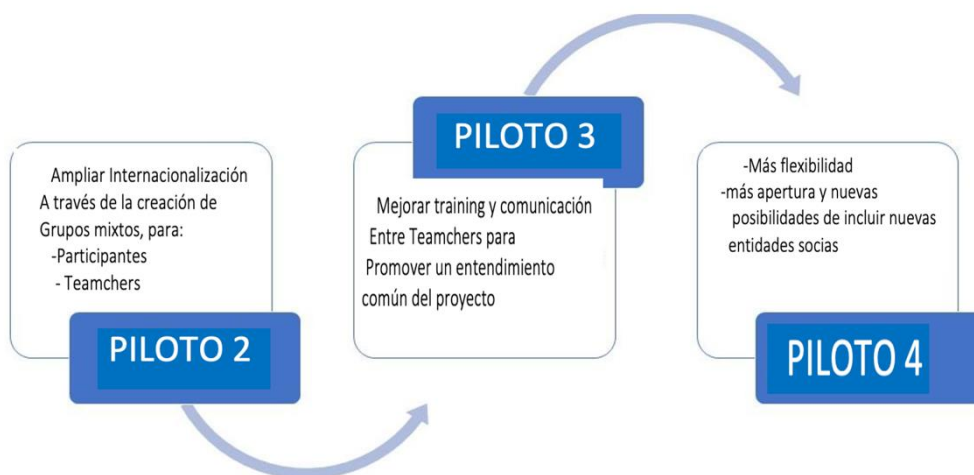 Ampliar Internacionalización
A través de la creación de
Grupos mixtos, para:
-Participantes
- Teamchers
PILOTO 2
PILOTO 3
Mejorar training y comunicación
Entre Teamchers para
Promover un entendimiento
común del proyecto
-Más flexibilidad
-más apertura y nuevas
posibilidades de incluir nuevas
entidades socias
PILOTO 4